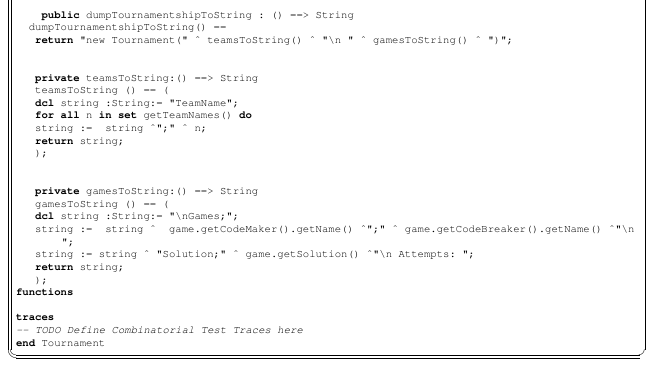 public dumpTournamentshipToString : () ==> String
dumpTournamentshipToString() ==
return "new Tournament(" ^ teamsToString() ^ "\n " ^ gamesToString() ^ ")";
private teamsToString:() ==> String
teamsToString () == (
dcl string :String:= "TeamName";
for all n in set getTeamNames() do
string :=  string ^";" ^ n;
return string;
);
private gamesToString:() ==> String
gamesToString () == (
dcl string :String:= "\nGames;";
string :=  string ^  game.getCodeMaker().getName() ^";" ^ game.getCodeBreaker().getName() ^"\n
";
string := string ^ "Solution;" ^ game.getSolution() ^"\n Attempts: ";
return string;
);
functions
traces
-- TODO Define Combinatorial Test Traces here
end Tournament